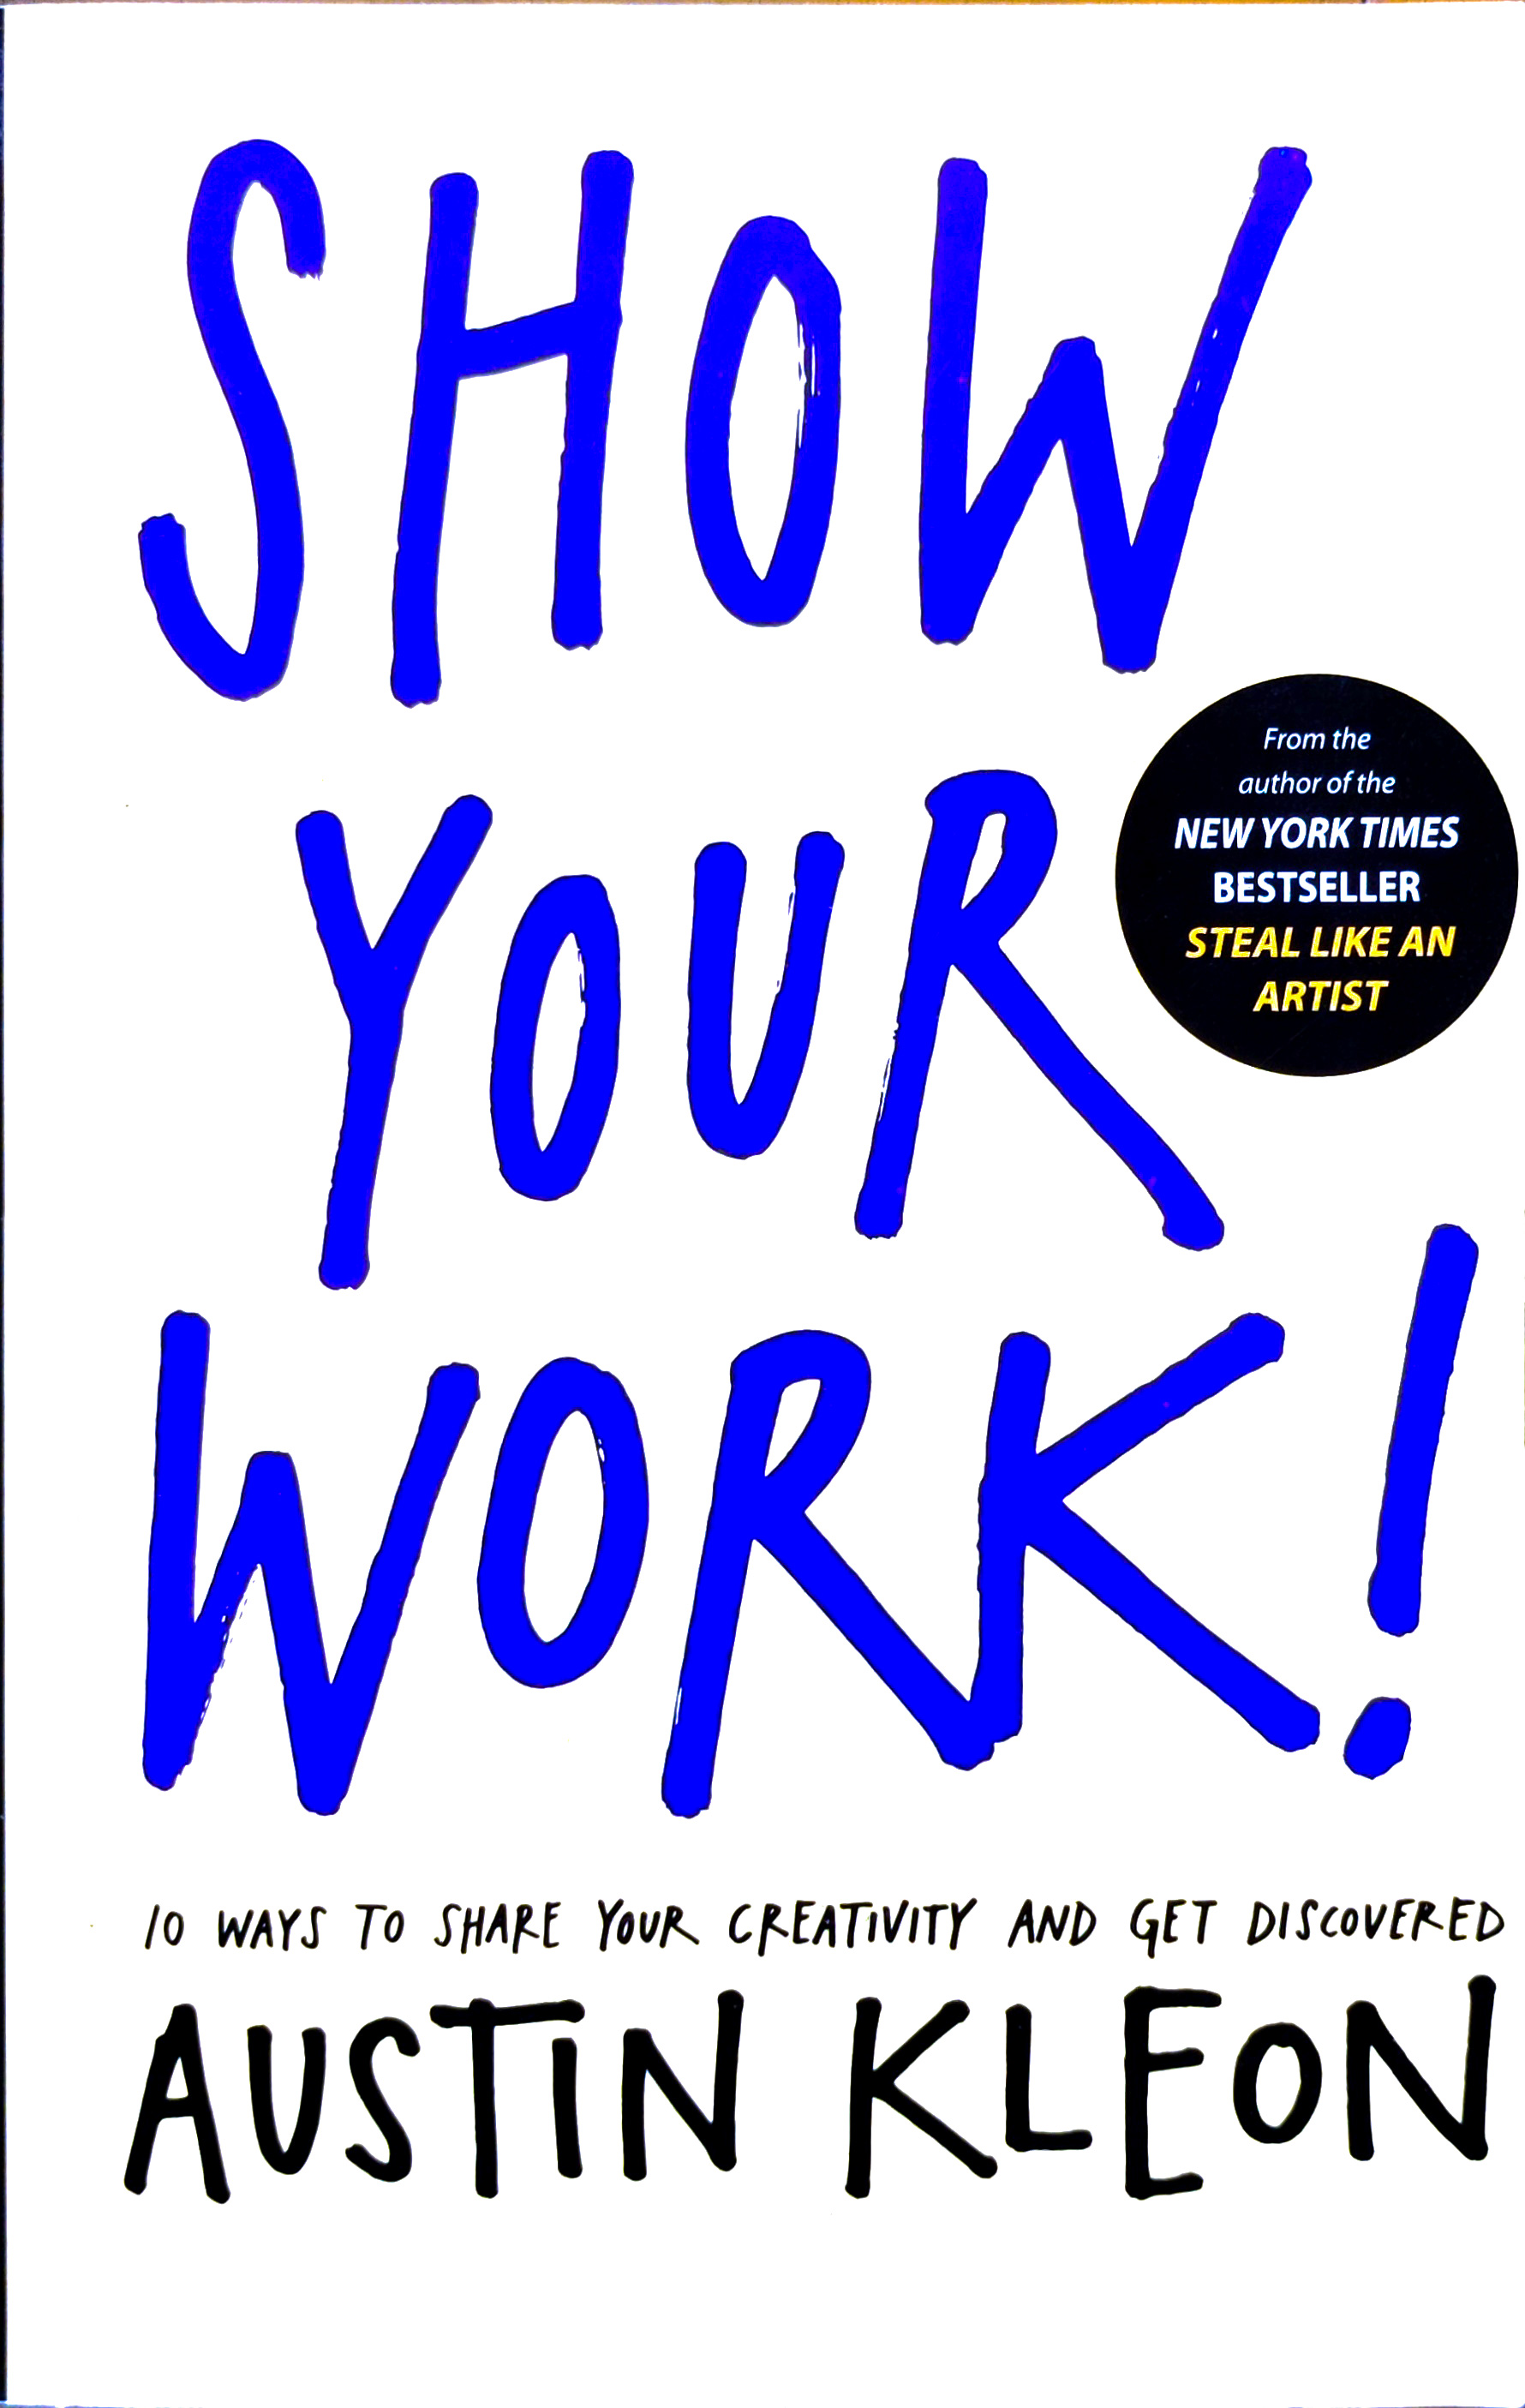 SHOW
YOUR
From the
author of the
NEW YORK TIMES
BESTSELLER
STEAL LIKE AN
ARTIST
WORK!
10 WAYS TO SHARE YOUR CREATIVITY AND GET DISCOVERED
AUSTIN KLEON